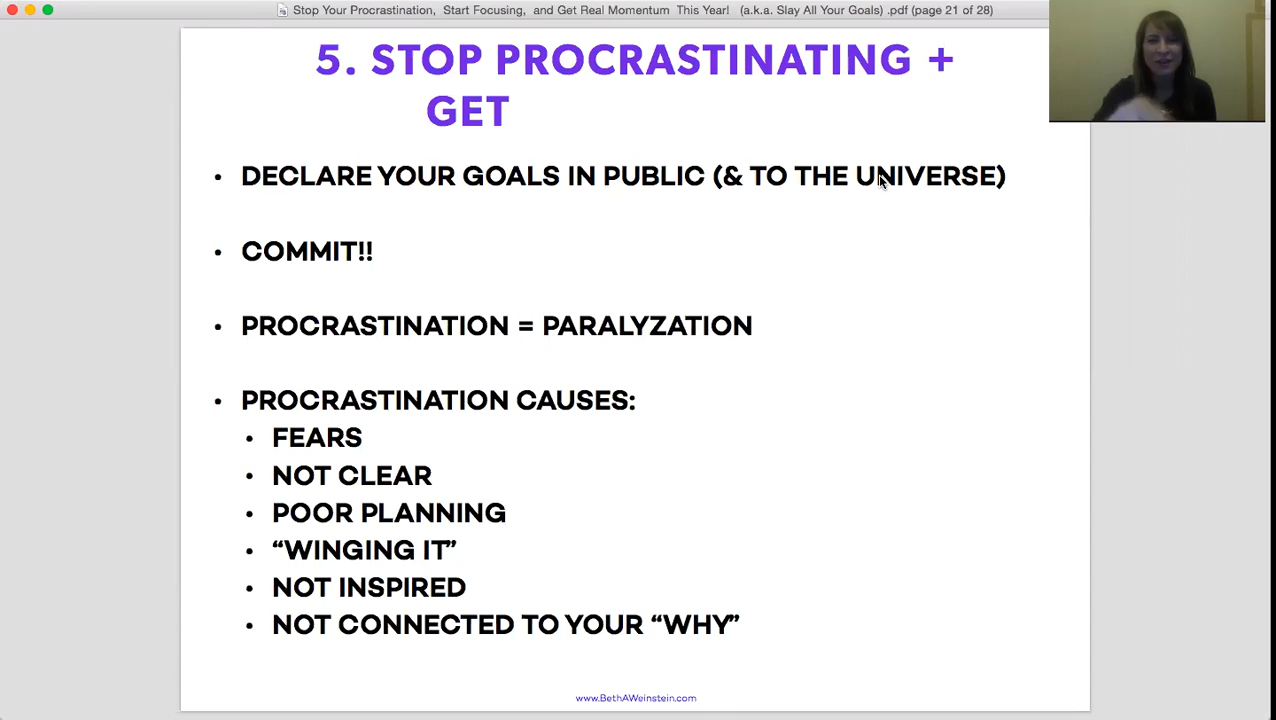 Stop Your Procrastination, Start Focusing, and Get Real Momentum This Year! (a.k.a. Slay All Your Goals) .pdf (page 21 of 28)
5. STOP PROCRASTINATING +
GET
• DECLARE YOUR GOALS IN PUBLIC (& TO THE UNIVERSE)
• COMMIT!!
• PROCRASTINATION = PARALYZATION
• PROCRASTINATION CAUSES:
• FEARS
• NOT CLEAR
• POOR PLANNING
• “WINGING IT”
• NOT INSPIRED
• NOT CONNECTED TO YOUR “WHY”
www.BethAWeinstein.com